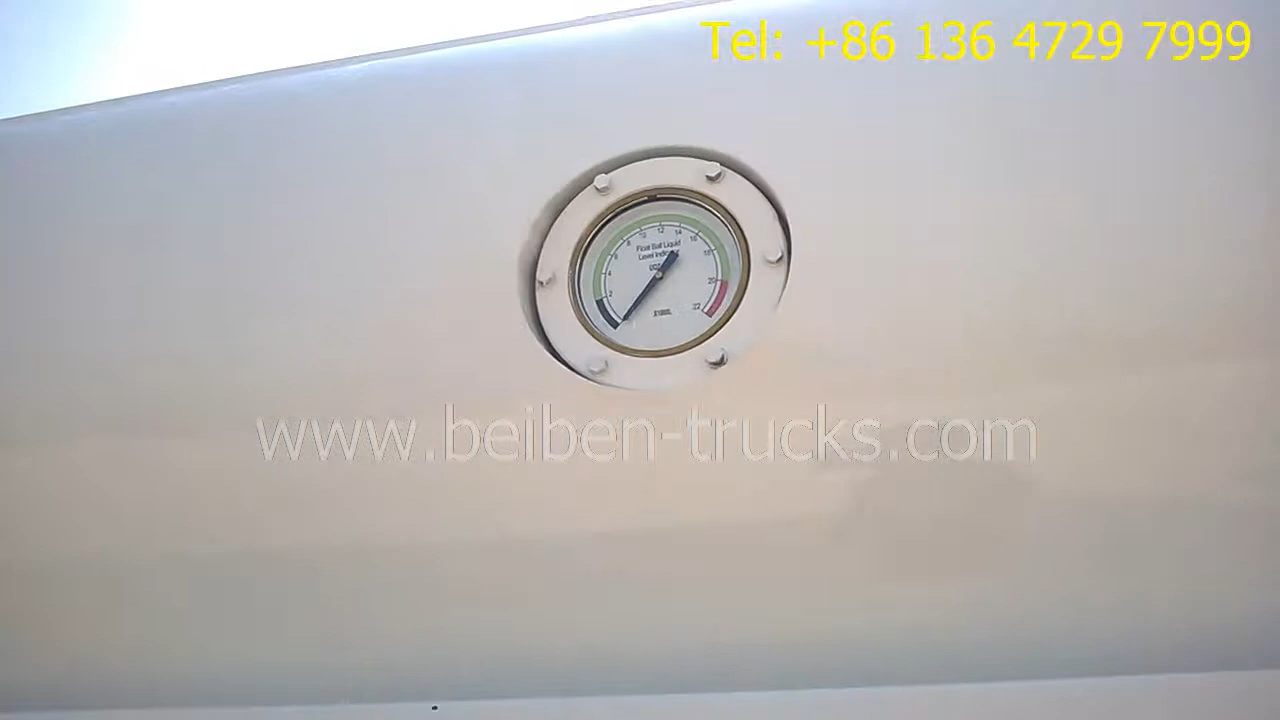 Tel: +86 136 4729 7999
2 4 6 8 10 12 14 16 18 20 22
Float Ball Liquid
Level Indicator
X1000L
www.beiben-trucks.com